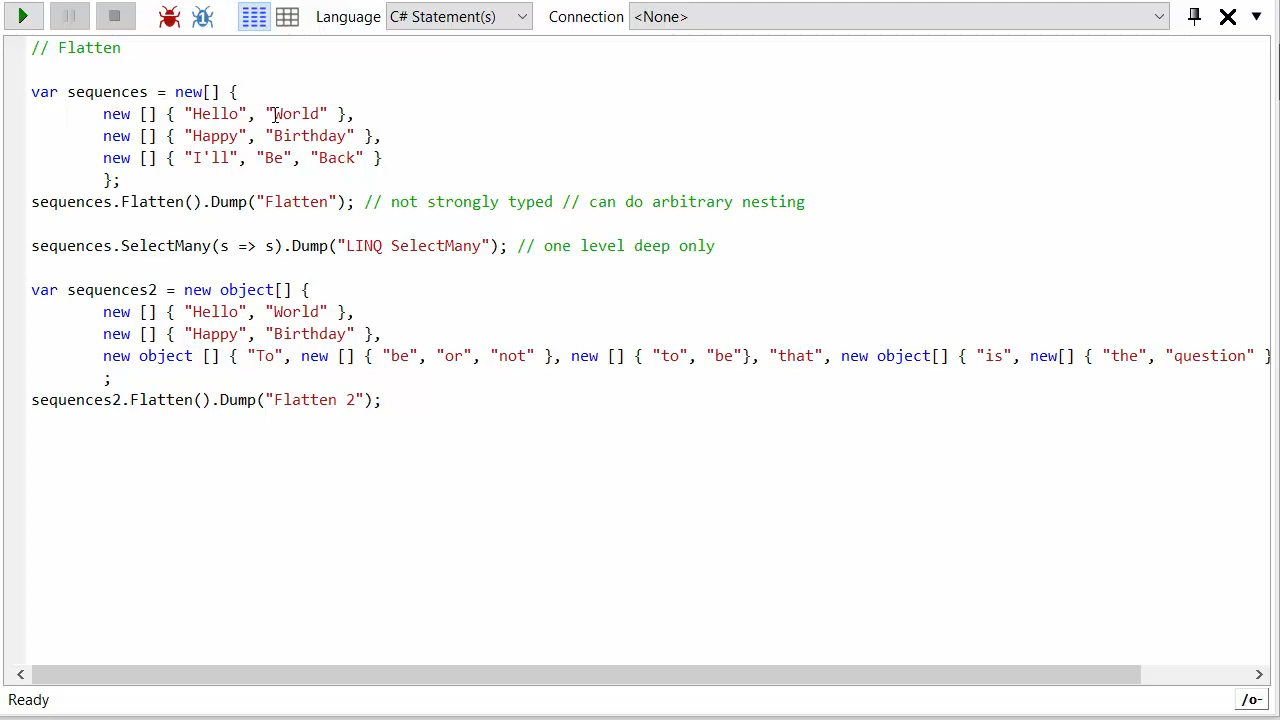 Language C# Statement(s) Connection <None>
// Flatten
var sequences = new[] {
new [] { "Hello", "World" },
new [] { "Happy", "Birthday" },
new [] { "I'll", "Be", "Back" }
};
sequences.Flatten().Dump("Flatten"); // not strongly typed // can do arbitrary nesting
sequences.SelectMany(s => s).Dump("LINQ SelectMany"); // one level deep only
var sequences2 = new object[] {
new [] { "Hello", "World" },
new [] { "Happy", "Birthday" },
new object [] { "To", new [] { "be", "or", "not" }, new [] { "to", "be"}, "that", new object[] { "is", new[] { "the", "question" }
;
sequences2.Flatten().Dump("Flatten 2");
Ready /o-